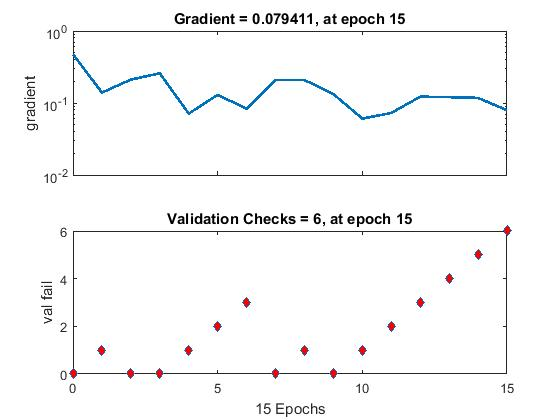 Gradient = 0.079411, at epoch 15
10^0
10^-1
10^-2
gradient
Validation Checks = 6, at epoch 15
6
4
2
0
val fail
0 5 10 15
15 Epochs